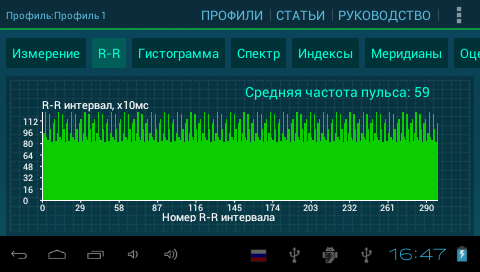 Профиль:Профиль 1
ПРОФИЛИ СТАТЬИ РУКОВОДСТВО
Измерение R-R Гистограмма Спектр Индексы Меридианы Оце
Средняя частота пульса: 59
R-R интервал, x10мс
112
96
80
64
48
32
16
0
0 29 58 87 116 145 174 203 232 261 290
Номер R-R интервала
16:47